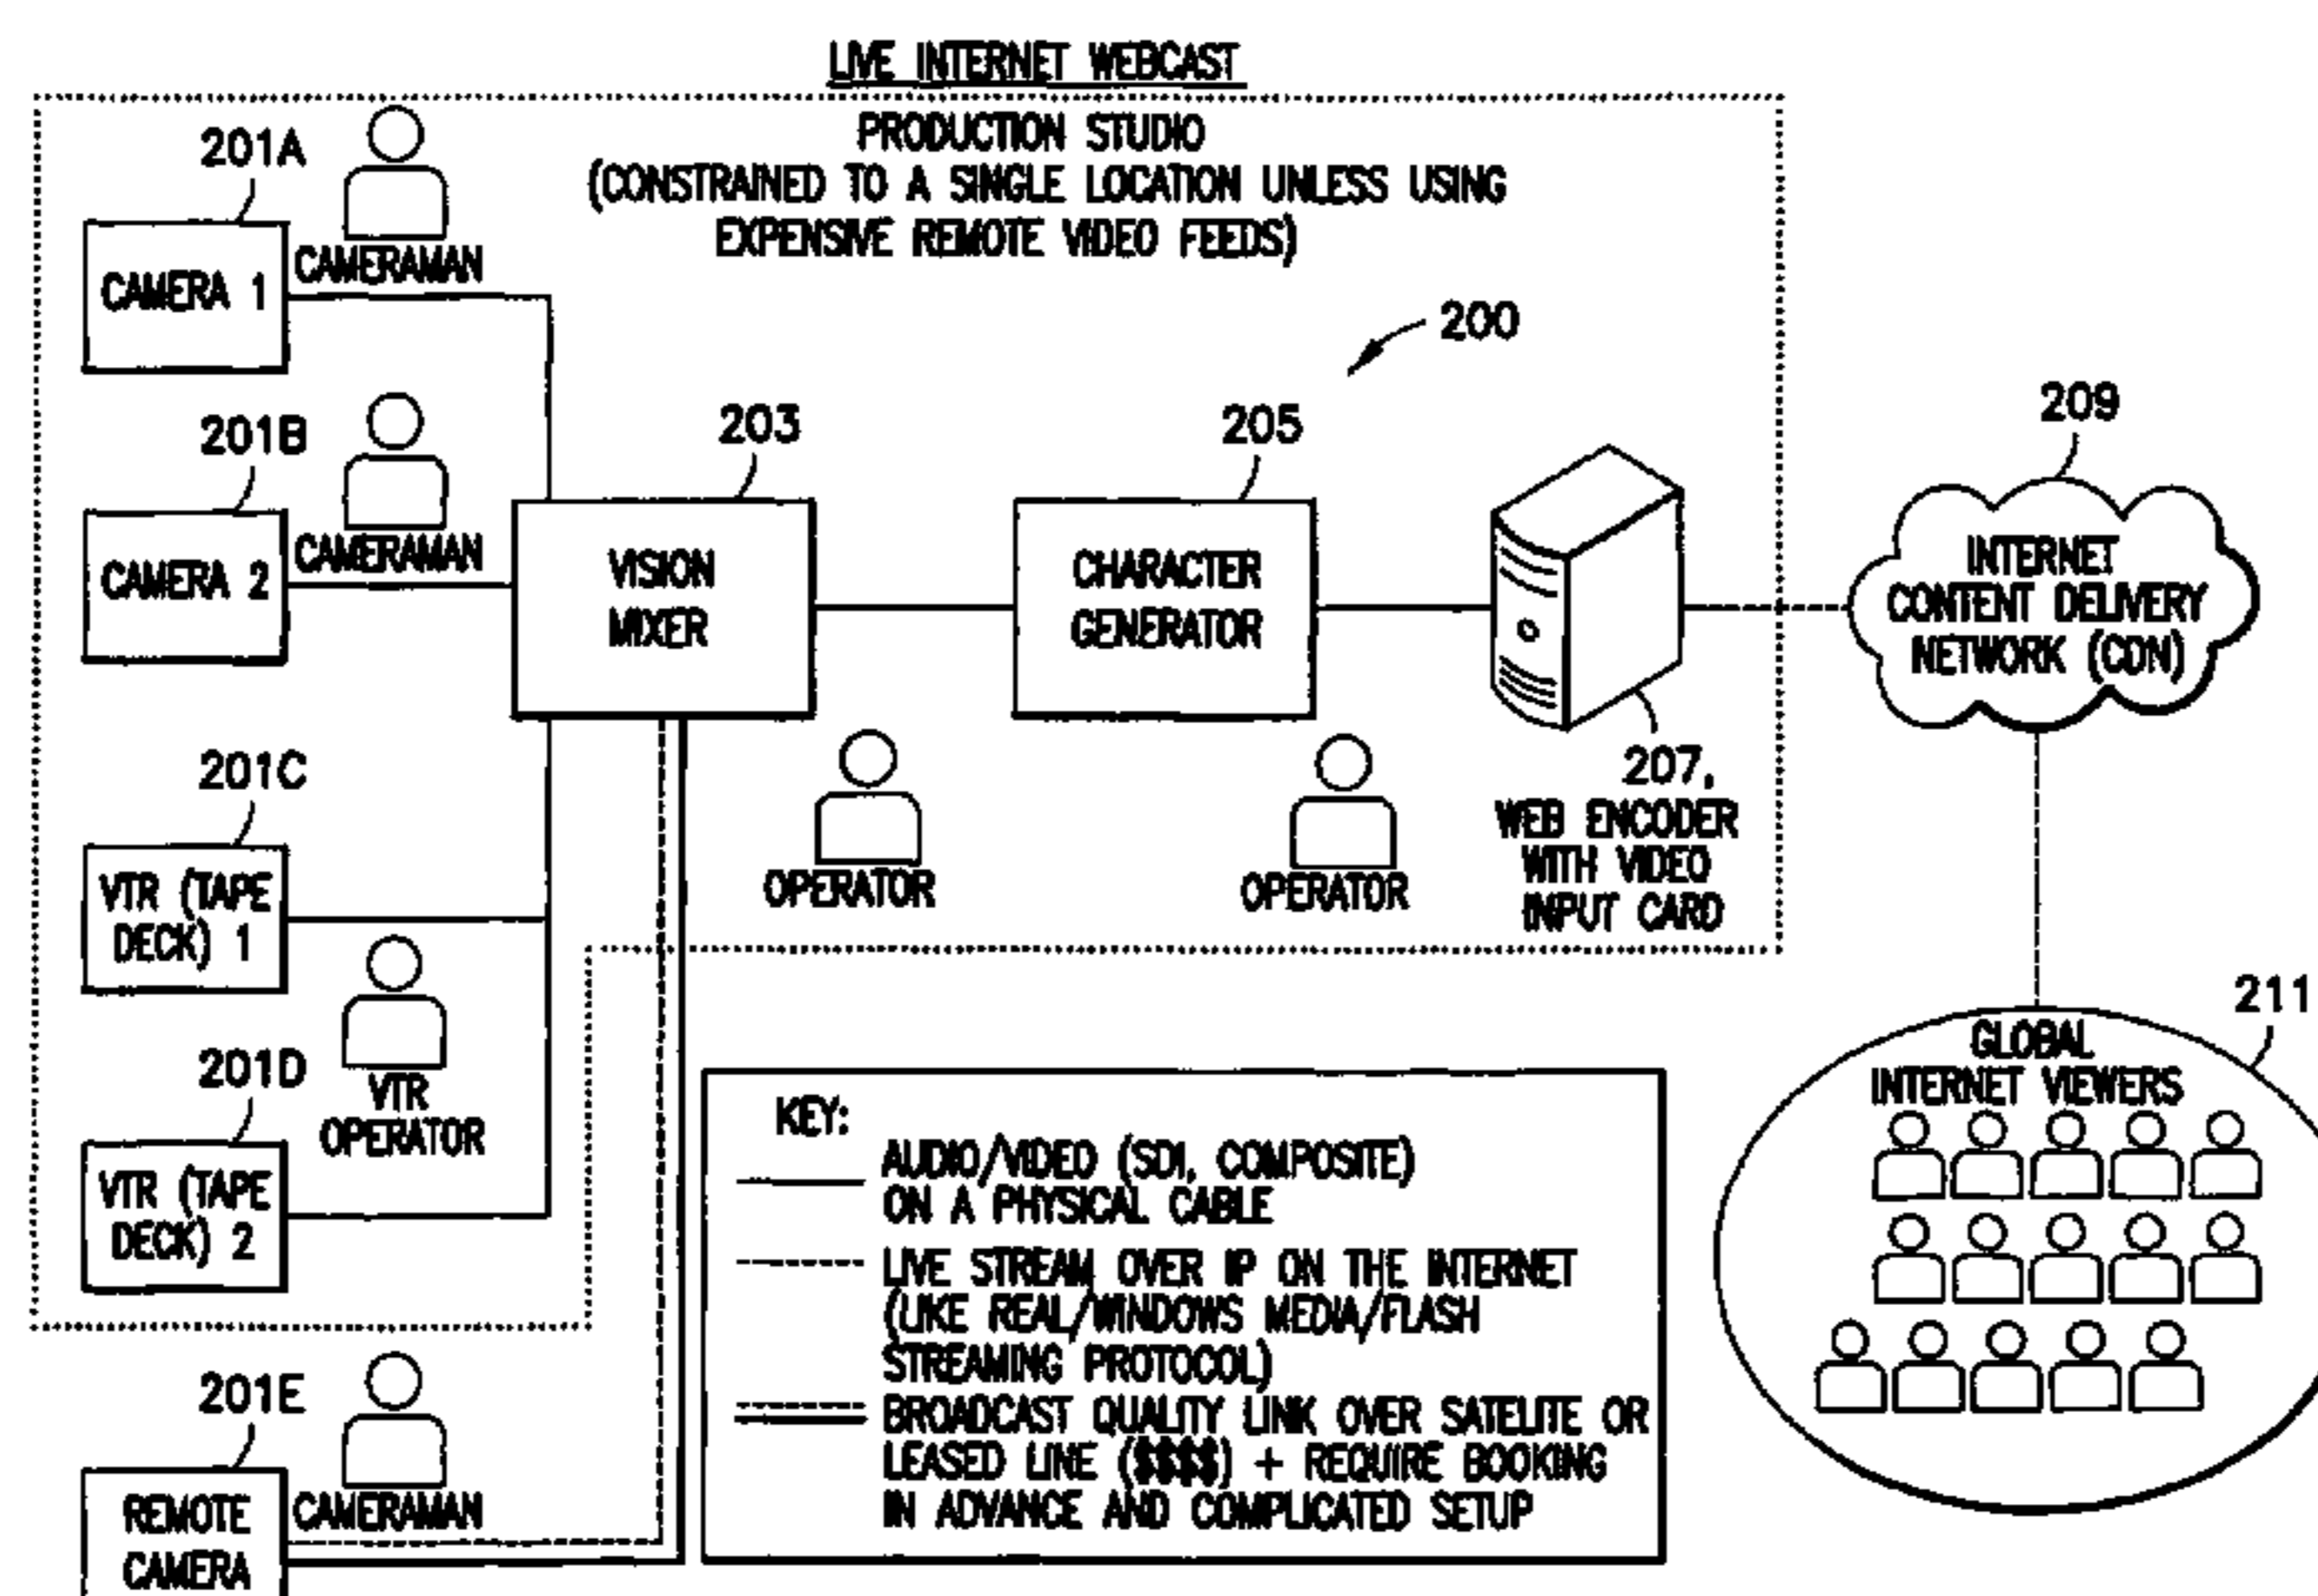 LIVE INTERNET WEBCAST
PRODUCTION STUDIO
(CONSTRAINED TO A SINGLE LOCATION UNLESS USING
EXPENSIVE REMOTE VIDEO FEEDS)
201A
CAMERA 1
CAMERAMAN
200
201B
CAMERA 2
CAMERAMAN
203
VISION
MIXER
205
CHARACTER
GENERATOR
209
INTERNET
CONTENT DELIVERY
NETWORK (CDN)
201C
VTR (TAPE
DECK) 1
OPERATOR
OPERATOR
207,
WEB ENCODER
WITH VIDEO
INPUT CARD
201D
VTR (TAPE
DECK) 2
VTR
OPERATOR
211
GLOBAL
INTERNET VIEWERS
KEY:
AUDIO/VIDEO (SDI, COMPOSITE)
ON A PHYSICAL CABLE
LIVE STREAM OVER IP ON THE INTERNET
(LIKE REAL/WINDOWS MEDIA/FLASH
STREAMING PROTOCOL)
BROADCAST QUALITY LINK OVER SATELITE OR
LEASED LINE ($$$$) + REQUIRE BOOKING
IN ADVANCE AND COMPLICATED SETUP
201E
REMOTE
CAMERA
CAMERAMAN